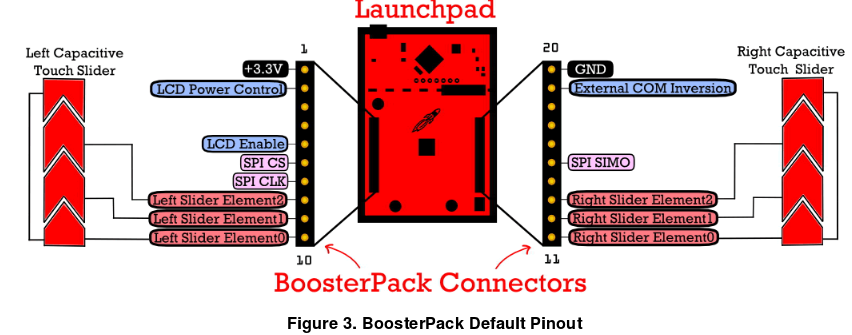 Launchpad
Left Capacitive
Touch Slider
1
20
Right Capacitive
Touch Slider
+3.3V
GND
LCD Power Control
External COM Inversion
LCD Enable
SPI CS
SPI SIMO
SPI CLK
Left Slider Element2
Right Slider Element2
Left Slider Element1
Right Slider Element1
Left Slider Element0
Right Slider Element0
10
11
BoosterPack Connectors
Figure 3. BoosterPack Default Pinout